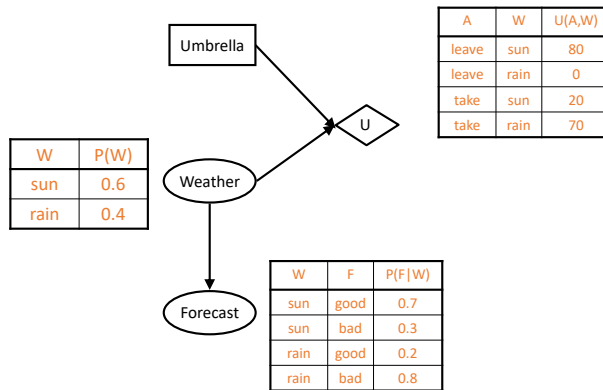 Umbrella
A W U(A,W)
leave sun 80
leave rain 0
take sun 20
take rain 70
U
W P(W)
sun 0.6
rain 0.4
Weather
Forecast
W F P(F|W)
sun good 0.7
sun bad 0.3
rain good 0.2
rain bad 0.8